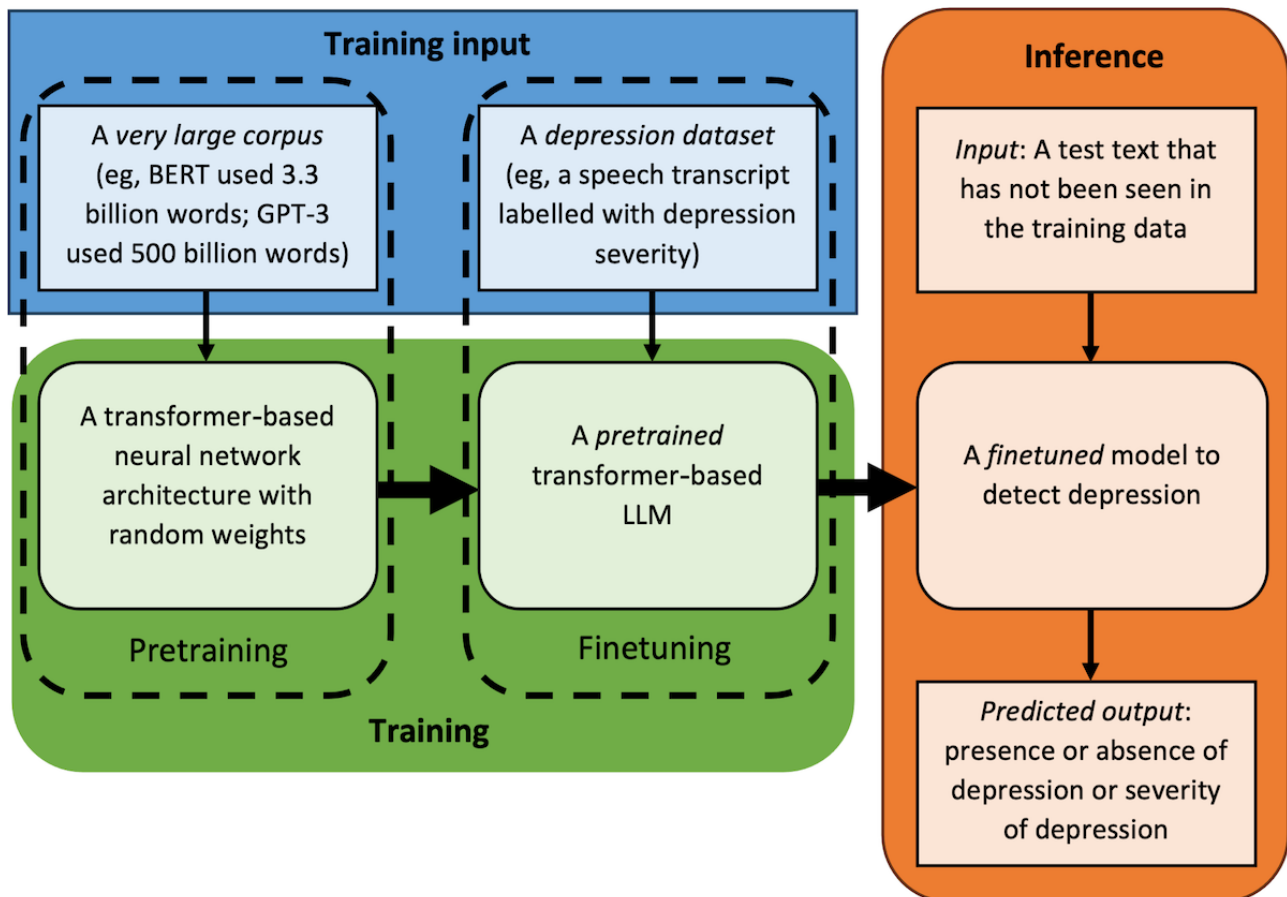 Training input
A very large corpus
(eg, BERT used 3.3
billion words; GPT-3
used 500 billion words)
A depression dataset
(eg, a speech transcript
labelled with depression
severity)
A transformer-based
neural network
architecture with
random weights
A pretrained
transformer-based
LLM
Pretraining
Finetuning
Training
Inference
Input: A test text that
has not been seen in
the training data
A finetuned model to
detect depression
Predicted output:
presence or absence of
depression or severity
of depression